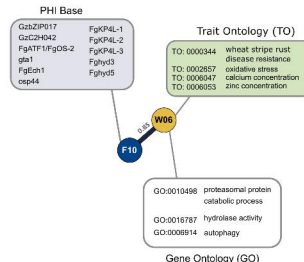 PHI Base
GzbZIP017
GzC2H042
FgATF1/FgOS-2
gta1
FgEch1
osp44
FgKP4L-1
FgKP4L-2
FgKP4L-3
Fghyd3
Fghyd5
Trait Ontology (TO)
TO: 0000344 wheat stripe rust
disease resistance
TO: 0002657 oxidative stress
TO: 0006047 calcium concentration
TO: 0006053 zinc concentration
W06
0.85
F10
GO:0010498 proteasomal protein
catabolic process
GO:0016787 hydrolase activity
GO:0006914 autophagy
Gene Ontology (GO)